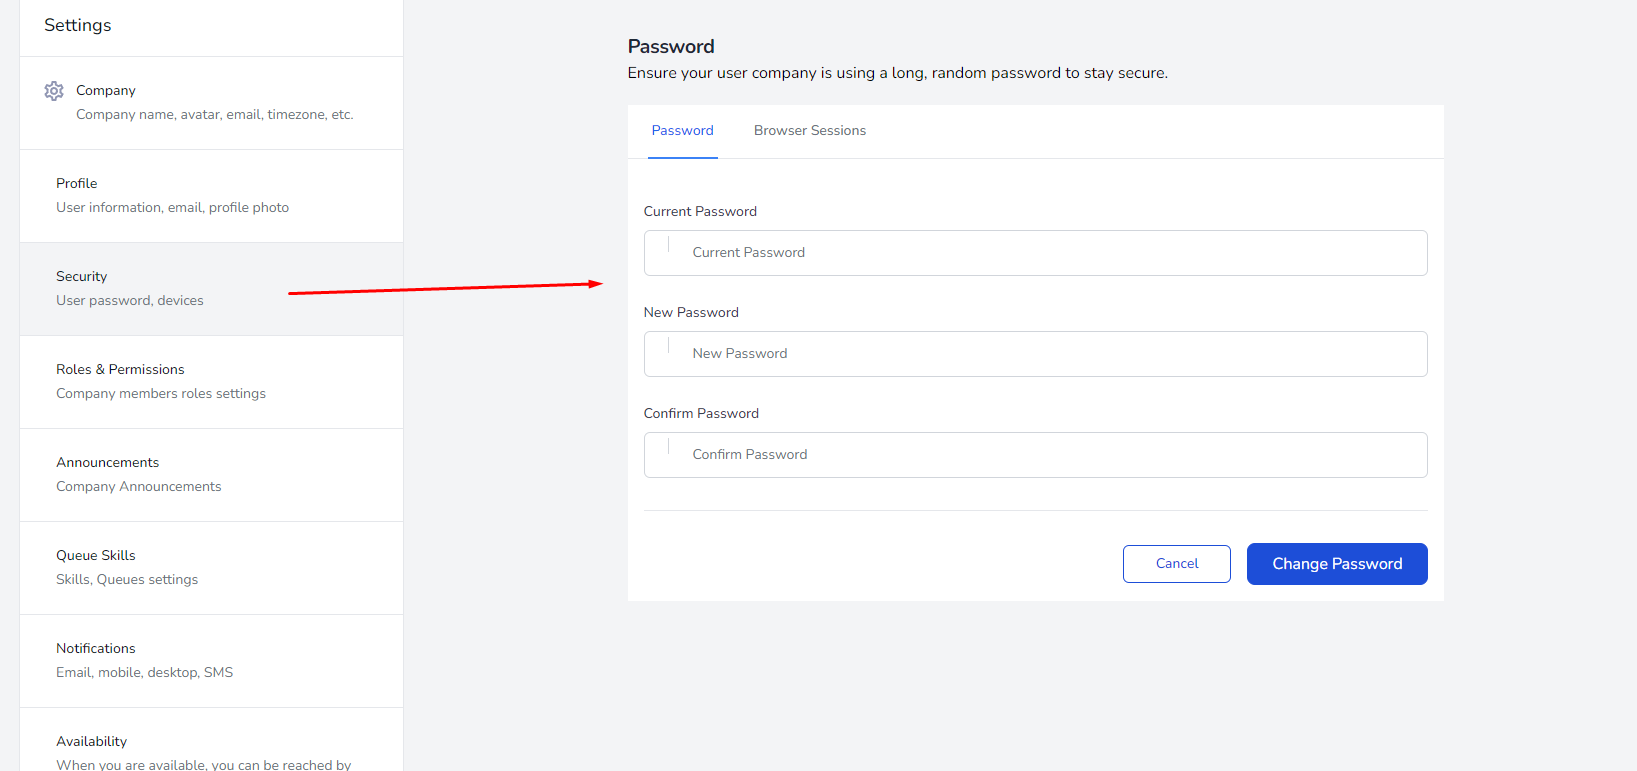 Settings
Company
Company name, avatar, email, timezone, etc.
Profile
User information, email, profile photo
Security
User password, devices
Roles & Permissions
Company members roles settings
Announcements
Company Announcements
Queue Skills
Skills, Queues settings
Notifications
Email, mobile, desktop, SMS
Availability
When you are available, you can be reached by
Password
Ensure your user company is using a long, random password to stay secure.
Password
Browser Sessions
Current Password
Current Password
New Password
New Password
Confirm Password
Confirm Password
Cancel
Change Password